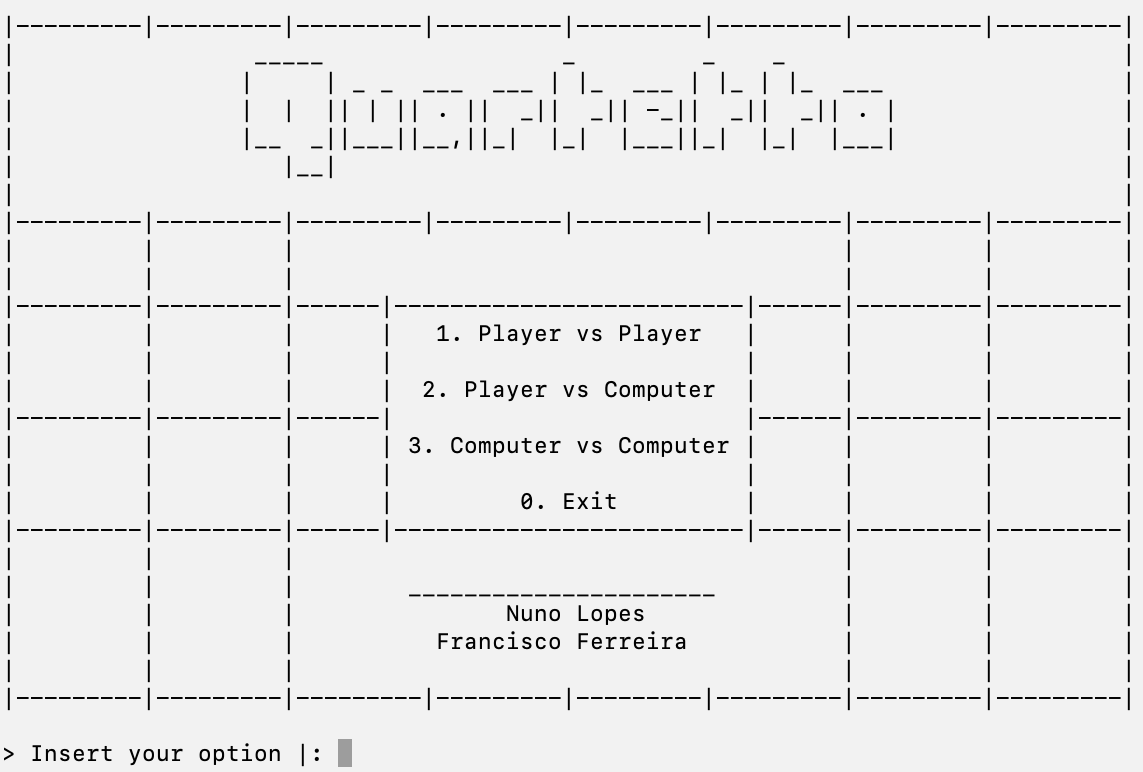 Quartetto
1. Player vs Player
2. Player vs Computer
3. Computer vs Computer
0. Exit
Nuno Lopes
Francisco Ferreira
> Insert your option |: